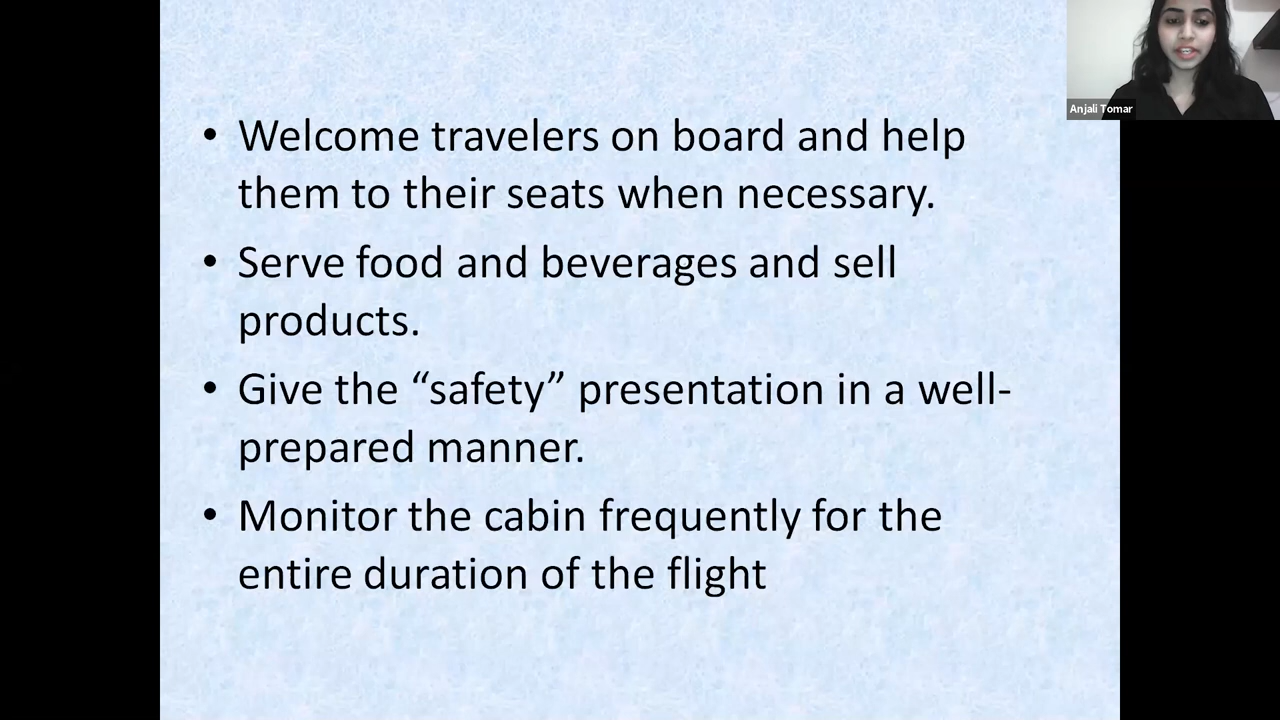 • Welcome travelers on board and help
them to their seats when necessary.
• Serve food and beverages and sell
products.
• Give the “safety” presentation in a well-
prepared manner.
• Monitor the cabin frequently for the
entire duration of the flight
Anjali Tomar